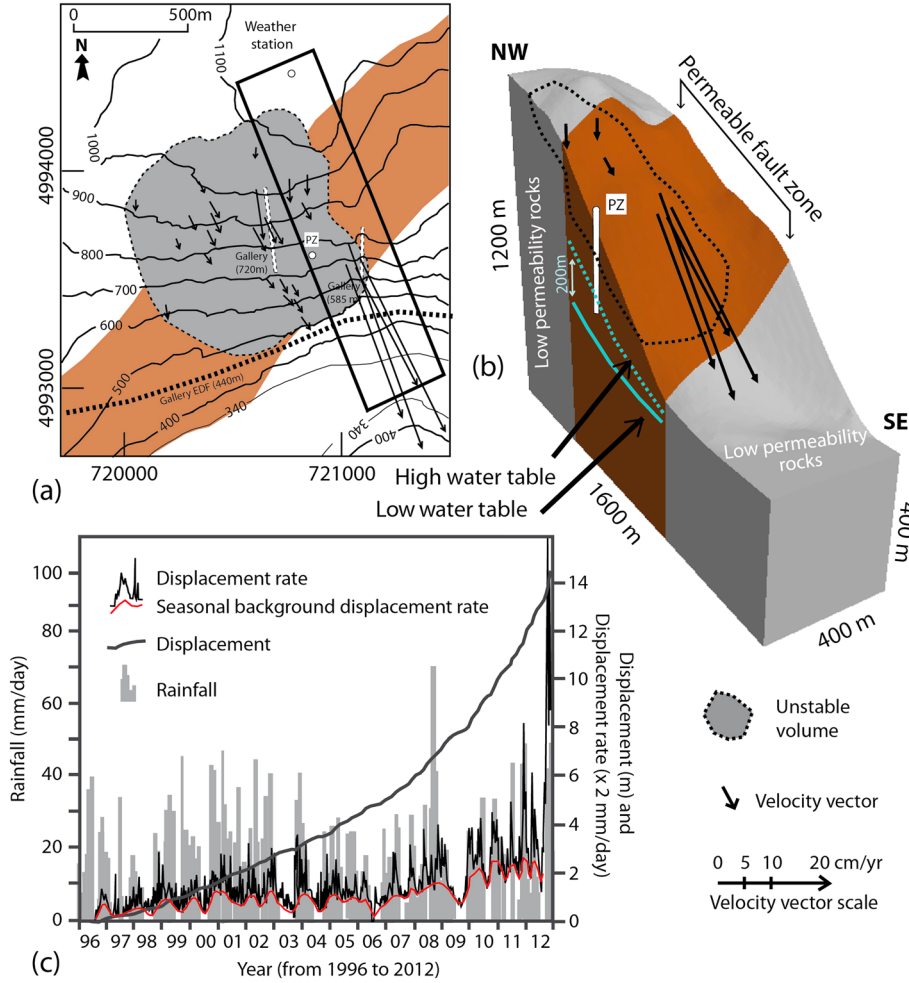 0 500m
N
Weather
station
1100
1000
900
800
700
600
500
400
340
340
400
PZ
Gallery
(720m)
Gallery
(585 m)
Gallery EDF (440m)
4994000
4993000
720000
721000
(a)
NW
Permeable fault zone
PZ
1200 m
Low permeability rocks
200m
(b)
SE
Low permeability
rocks
High water table
Low water table
1600 m
400 m
400 m
Displacement rate
Seasonal background displacement rate
Displacement
Rainfall
Rainfall (mm/day)
100
80
60
40
20
0
14
12
10
8
6
4
2
0
Displacement (m) and
Displacement rate (x 2 mm/day)
96 97 98 99 00 01 02 03 04 05 06 07 08 09 10 11 12
Year (from 1996 to 2012)
(c)
Unstable
volume
Velocity vector
0 5 10 20 cm/yr
Velocity vector scale